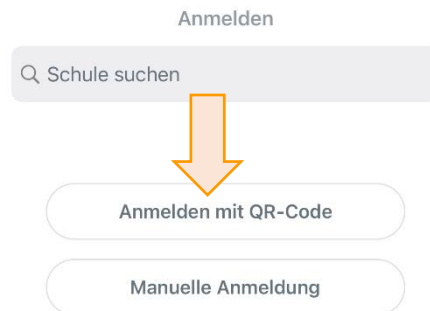 Anmelden
Schule suchen
Anmelden mit QR-Code
Manuelle Anmeldung